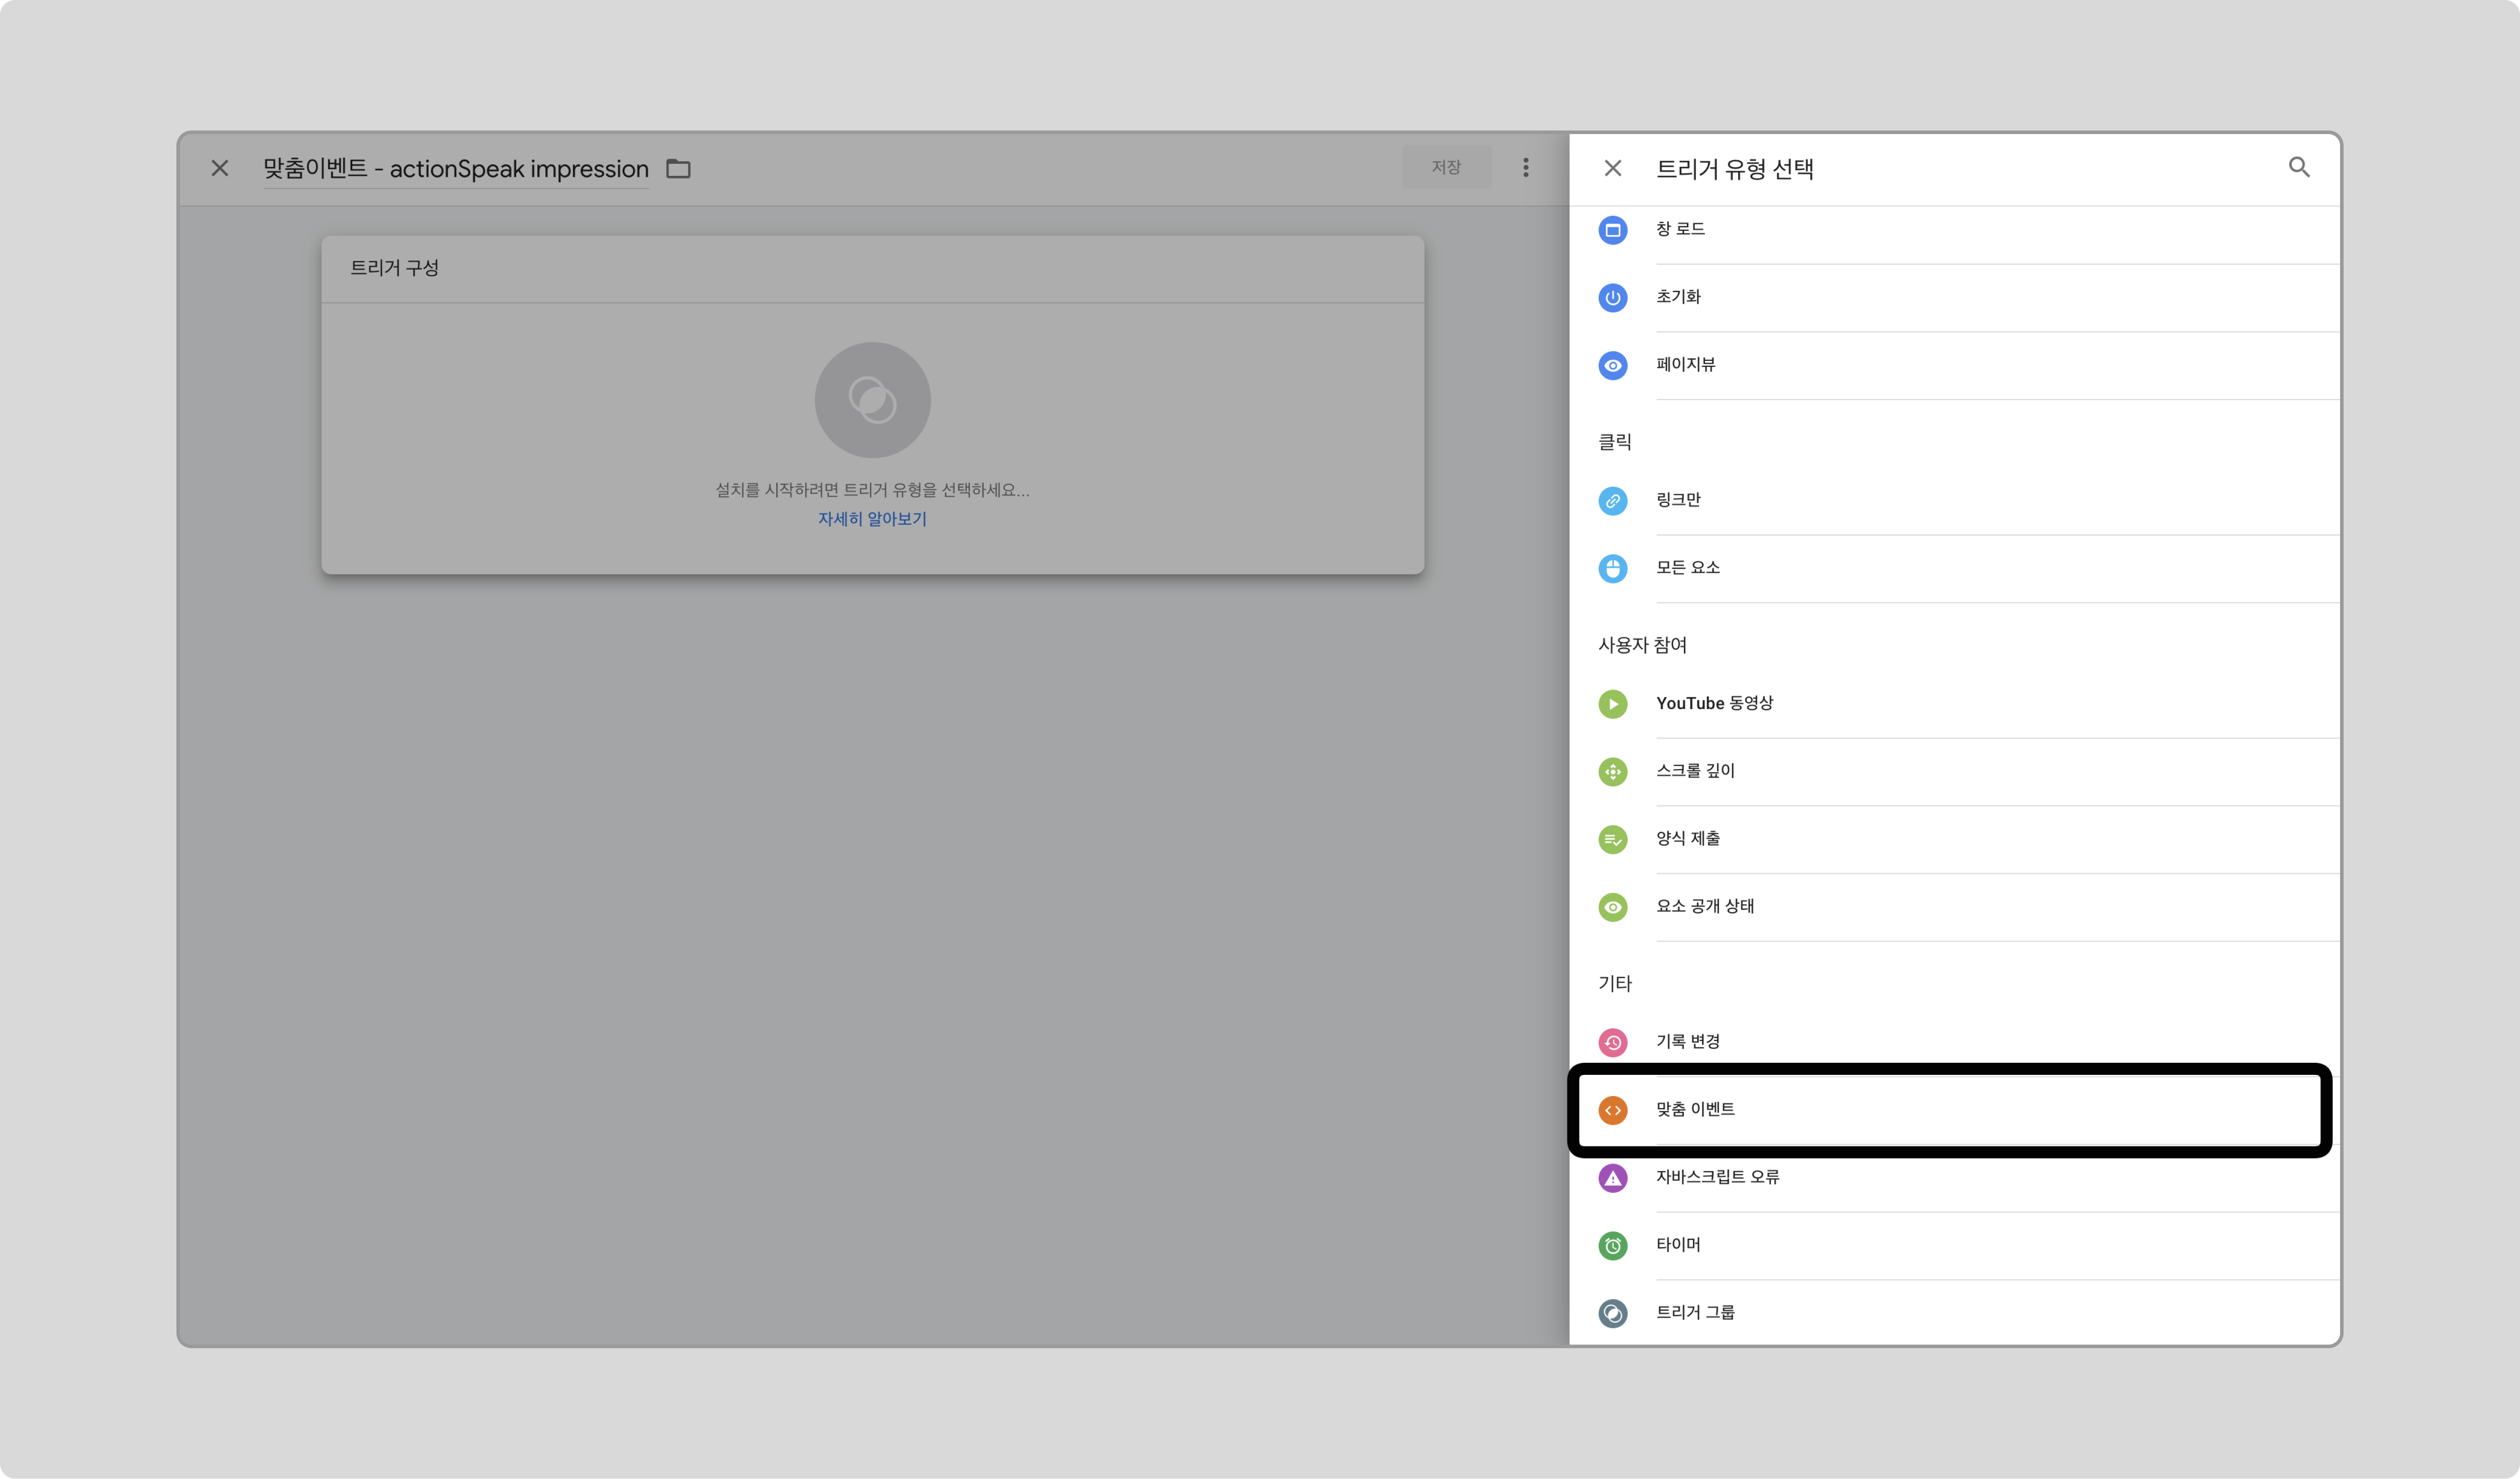 맞춤이벤트 - actionSpeak impression
저장
트리거 구성
설치를 시작하려면 트리거 유형을 선택하세요...
자세히 알아보기
트리거 유형 선택
창 로드
초기화
페이지뷰
클릭
링크만
모든 요소
사용자 참여
YouTube 동영상
스크롤 깊이
양식 제출
요소 공개 상태
기타
기록 변경
맞춤 이벤트
자바스크립트 오류
타이머
트리거 그룹